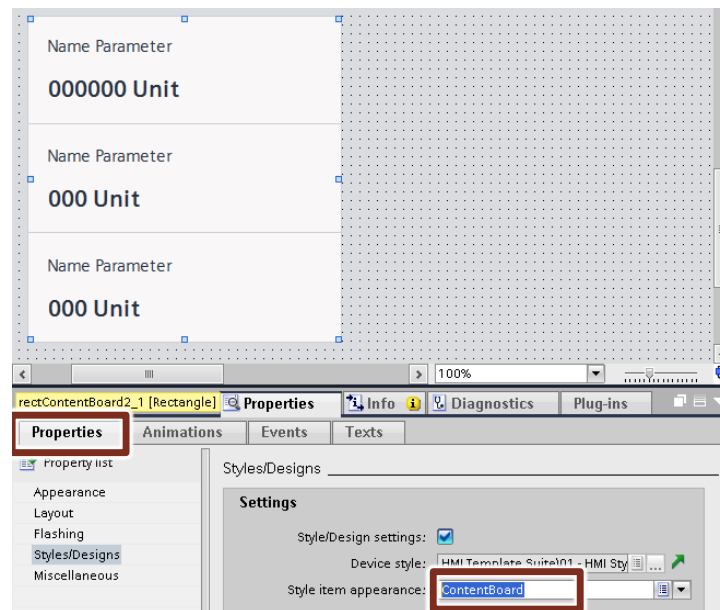 Name Parameter
000000 Unit
Name Parameter
000 Unit
Name Parameter
000 Unit
100%
rectContentBoard2_1 [Rectangle] Properties Info Diagnostics Plug-ins
Properties Animations Events Texts
Property list
Styles/Designs
Appearance
Settings
Layout
Flashing
Style/Design settings:
Styles/Designs
Device style: HMI Template Suite\01 - HMI Sty ...
Miscellaneous
Style item appearance: ContentBoard